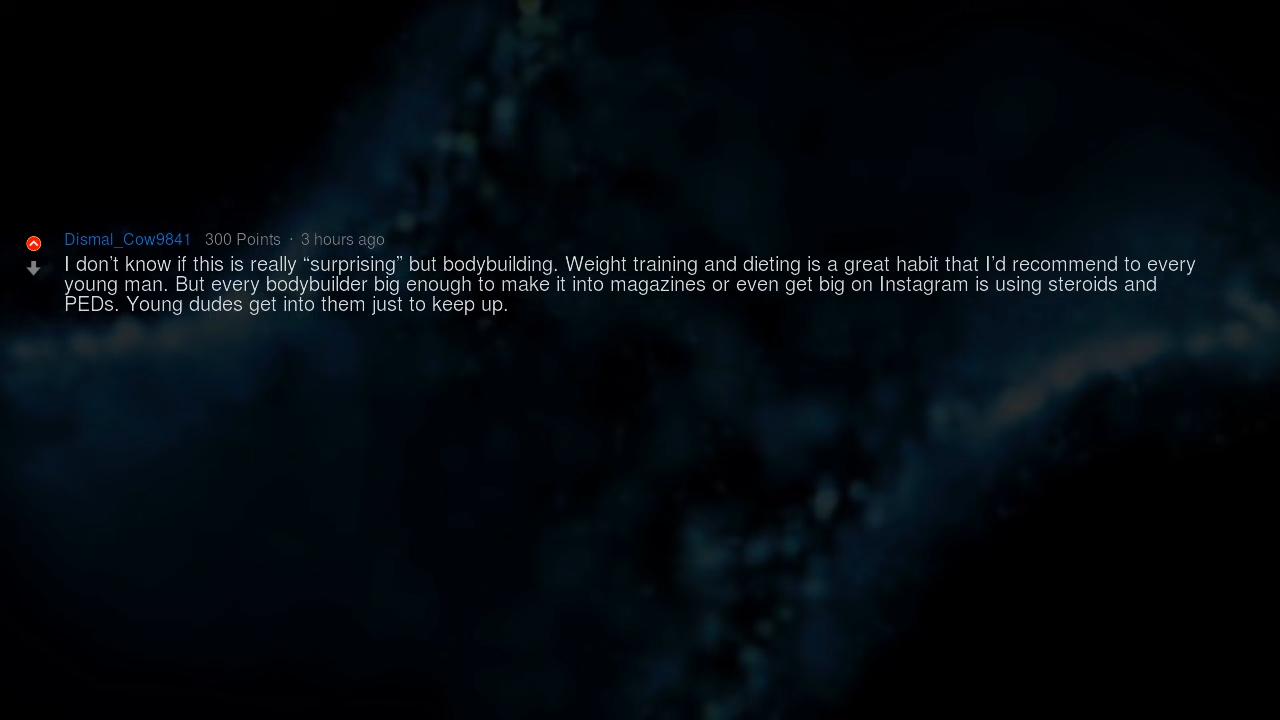 Dismal_Cow9841 300 Points · 3 hours ago
I don’t know if this is really “surprising” but bodybuilding. Weight training and dieting is a great habit that I’d recommend to every
young man. But every bodybuilder big enough to make it into magazines or even get big on Instagram is using steroids and
PEDs. Young dudes get into them just to keep up.